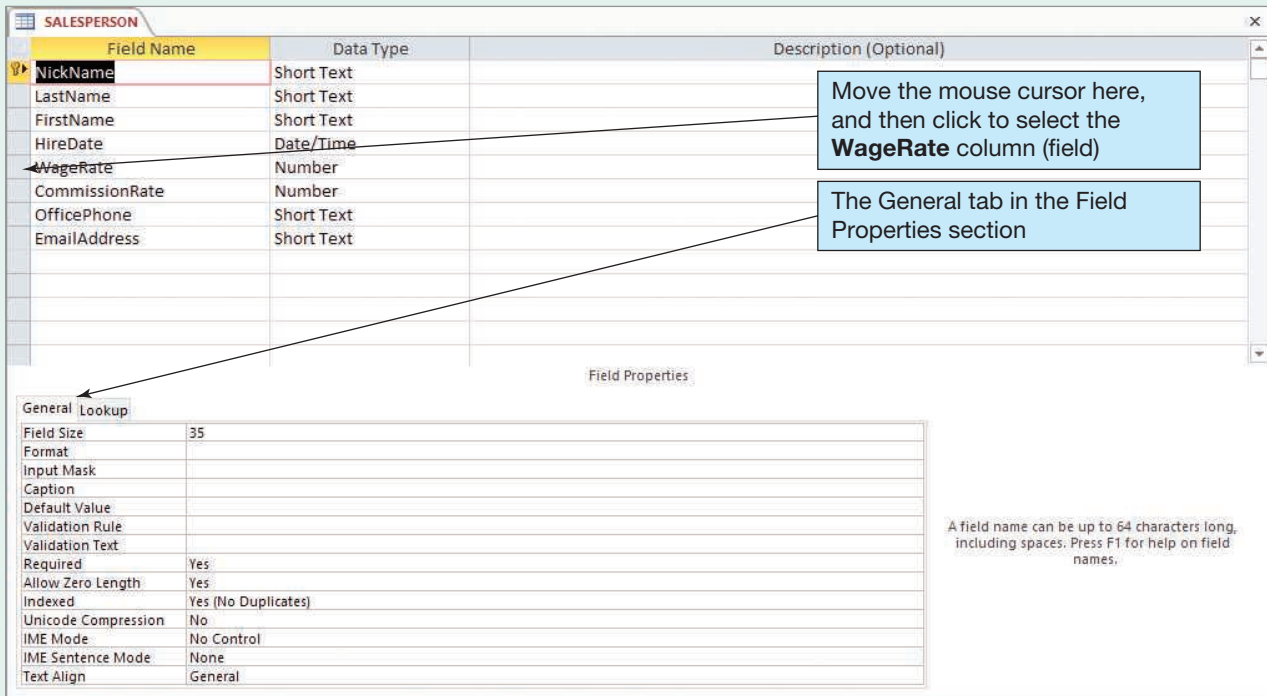 SALESPERSON
Field Name Data Type Description (Optional)
NickName Short Text
LastName Short Text
FirstName Short Text
HireDate Date/Time
WageRate Number
CommissionRate Number
OfficePhone Short Text
EmailAddress Short Text
Move the mouse cursor here,
and then click to select the
WageRate column (field)
The General tab in the Field
Properties section
Field Properties
General Lookup
Field Size 35
Format
Input Mask
Caption
Default Value
Validation Rule
Validation Text
Required Yes
Allow Zero Length Yes
Indexed Yes (No Duplicates)
Unicode Compression No
IME Mode No Control
IME Sentence Mode None
Text Align General
A field name can be up to 64 characters long,
including spaces. Press F1 for help on field
names.